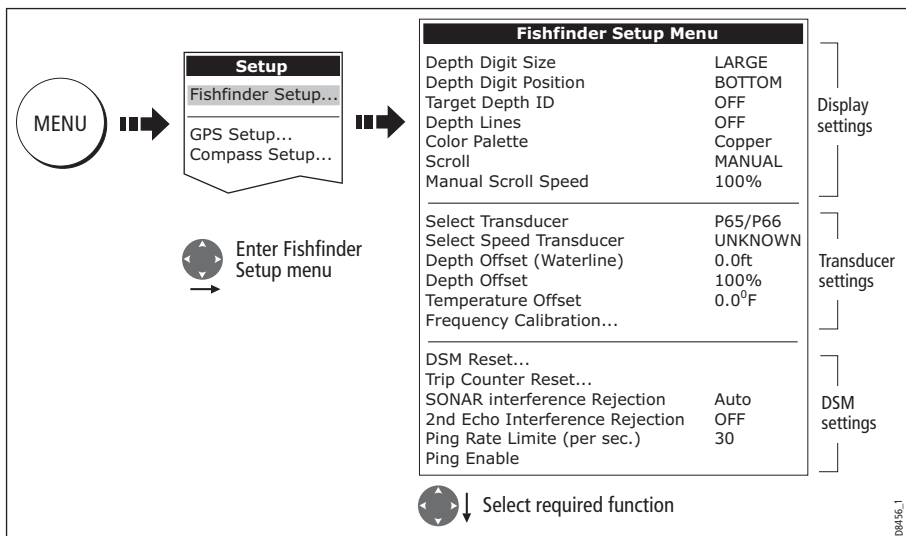 MENU
Setup
Fishfinder Setup...
GPS Setup...
Compass Setup...
Enter Fishfinder
Setup menu
Fishfinder Setup Menu
Depth Digit Size LARGE
Depth Digit Position BOTTOM
Target Depth ID OFF
Depth Lines OFF
Color Palette Copper
Scroll MANUAL
Manual Scroll Speed 100%
Display
settings
Select Transducer P65/P66
Select Speed Transducer UNKNOWN
Depth Offset (Waterline) 0.0ft
Depth Offset 100%
Temperature Offset 0.0⁰F
Frequency Calibration...
Transducer
settings
DSM Reset...
Trip Counter Reset...
SONAR interference Rejection Auto
2nd Echo Interference Rejection OFF
Ping Rate Limite (per sec.) 30
Ping Enable
DSM
settings
Select required function
D8456_1